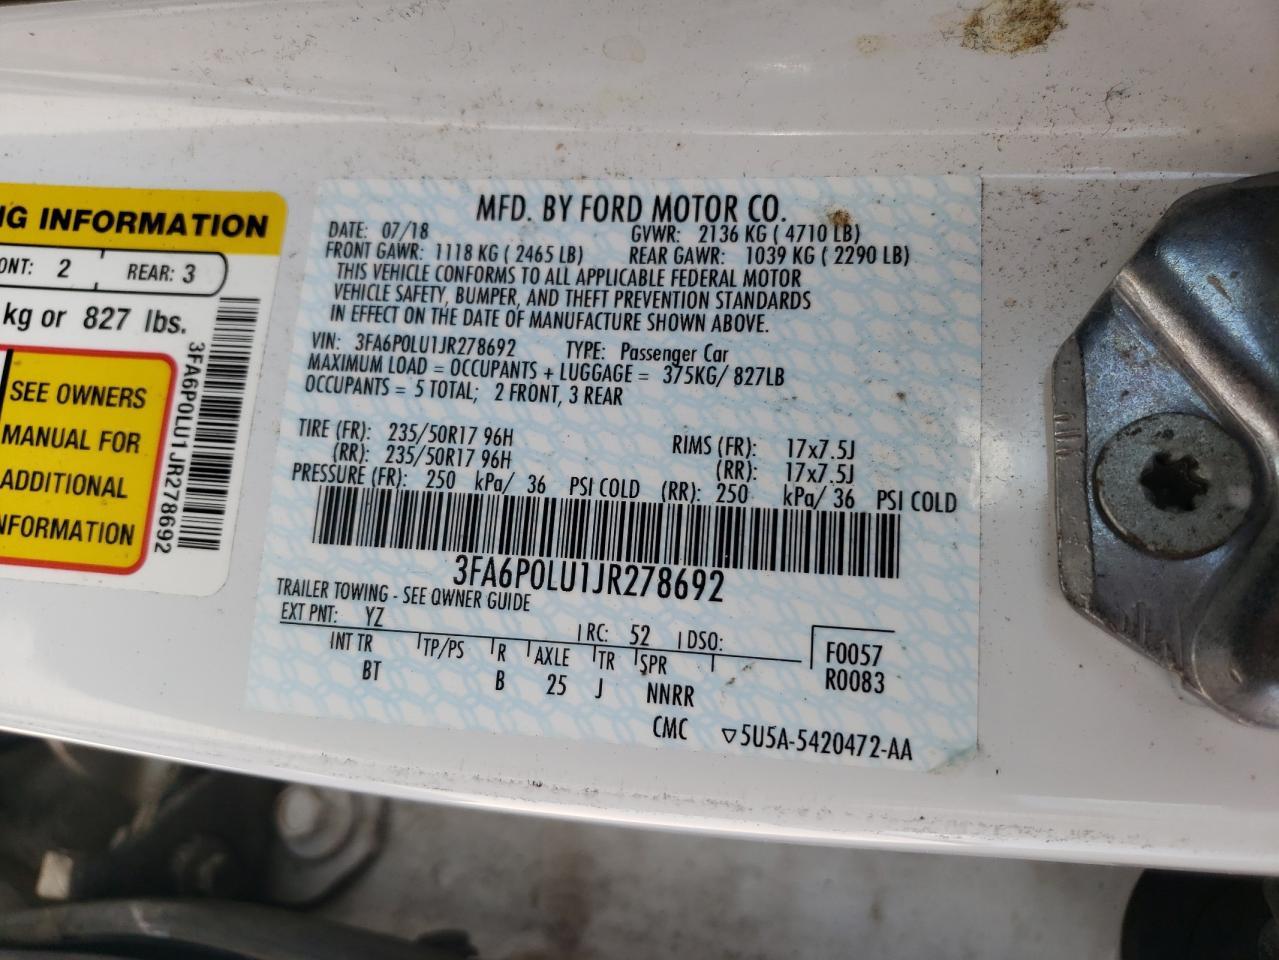 NG INFORMATION
ONT: 2 REAR: 3
kg or 827 lbs.
SEE OWNERS
MANUAL FOR
ADDITIONAL
INFORMATION
3FA6P0LU1JR278692
MFD. BY FORD MOTOR CO.
DATE: 07/18 GVWR: 2136 KG ( 4710 LB)
FRONT GAWR: 1118 KG ( 2465 LB) REAR GAWR: 1039 KG ( 2290 LB)
THIS VEHICLE CONFORMS TO ALL APPLICABLE FEDERAL MOTOR
VEHICLE SAFETY, BUMPER, AND THEFT PREVENTION STANDARDS
IN EFFECT ON THE DATE OF MANUFACTURE SHOWN ABOVE.
VIN: 3FA6P0LU1JR278692 TYPE: Passenger Car
MAXIMUM LOAD = OCCUPANTS + LUGGAGE = 375KG/ 827LB
OCCUPANTS = 5 TOTAL; 2 FRONT, 3 REAR
TIRE (FR): 235/50R17 96H RIMS (FR): 17x7.5J
(RR): 235/50R17 96H (RR): 17x7.5J
PRESSURE (FR): 250 kPa/ 36 PSI COLD (RR): 250 kPa/ 36 PSI COLD
3FA6P0LU1JR278692
TRAILER TOWING - SEE OWNER GUIDE
EXT PNT: YZ RC: 52 DSO:
F0057
INT TR TP/PS R AXLE TR SPR
R0083
BT B 25 J NNRR
CMC ▽5U5A-5420472-AA